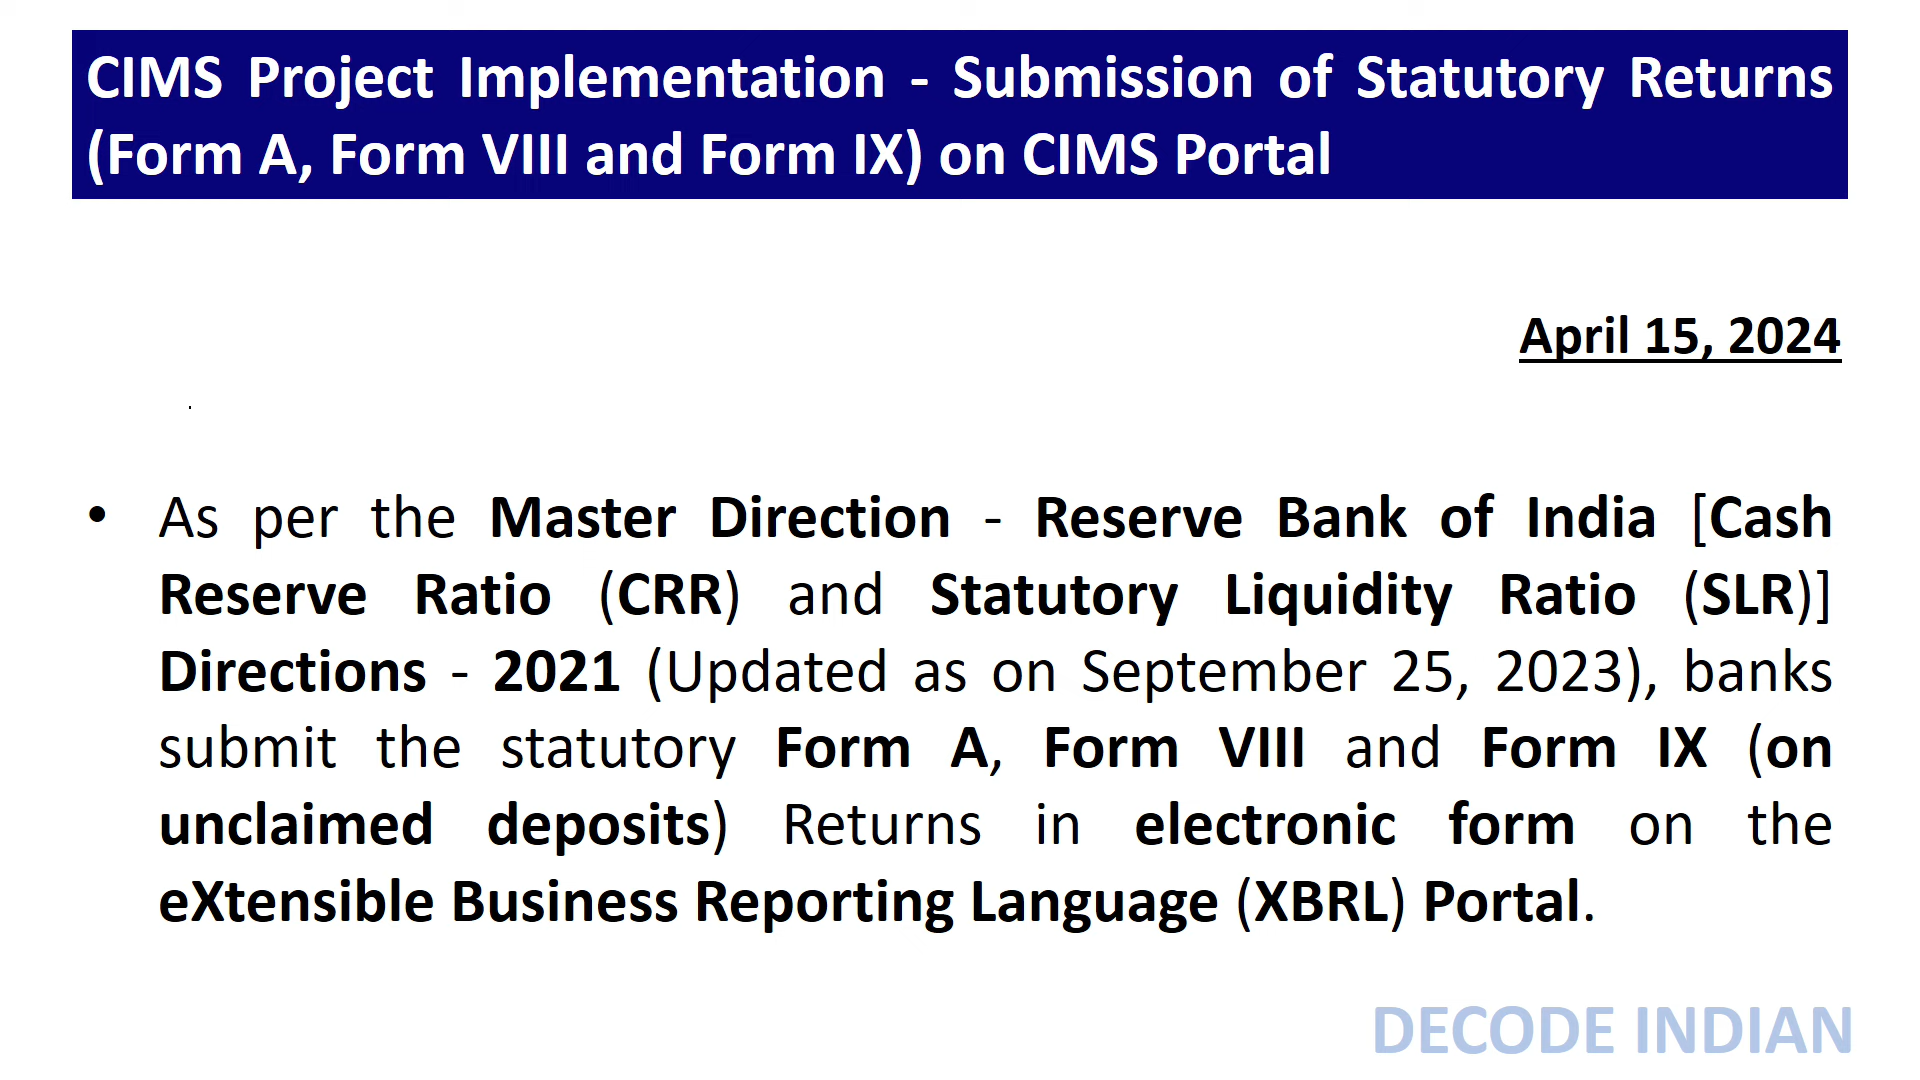 CIMS Project Implementation - Submission of Statutory Returns
(Form A, Form VIII and Form IX) on CIMS Portal
April 15, 2024
• As per the Master Direction - Reserve Bank of India [Cash
Reserve Ratio (CRR) and Statutory Liquidity Ratio (SLR)]
Directions - 2021 (Updated as on September 25, 2023), banks
submit the statutory Form A, Form VIII and Form IX (on
unclaimed deposits) Returns in electronic form on the
eXtensible Business Reporting Language (XBRL) Portal.
DECODE INDIAN